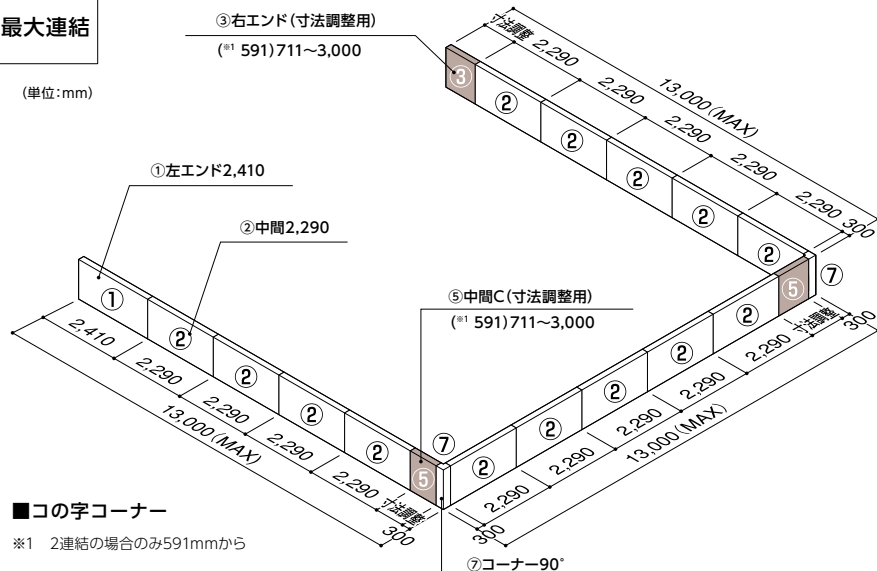 最大連結
(単位：mm)
③右エンド（寸法調整用）
(※1 591)711〜3,000
①左エンド2,410
②中間2,290
⑤中間C（寸法調整用）
(※1 591)711〜3,000
寸法調整
2,290
2,290
2,290
2,290
2,290
300
13,000(MAX)
③
②
②
②
②
②
⑦
⑤
①
②
②
②
②
⑤
⑦
②
②
②
②
②
2,410
2,290
2,290
2,290
2,290
寸法調整
300
13,000(MAX)
300
2,290
2,290
2,290
2,290
2,290
寸法調整
300
13,000(MAX)
■コの字コーナー
※1 2連結の場合のみ591mmから
⑦コーナー90°